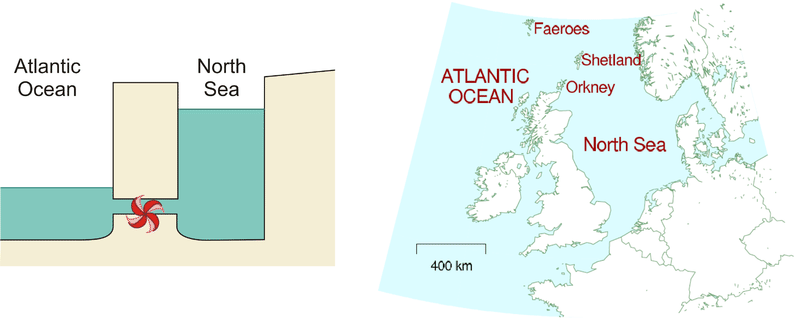 Atlantic
Ocean
North
Sea
Faeroes
Shetland
ATLANTIC
OCEAN
Orkney
North Sea
400 km